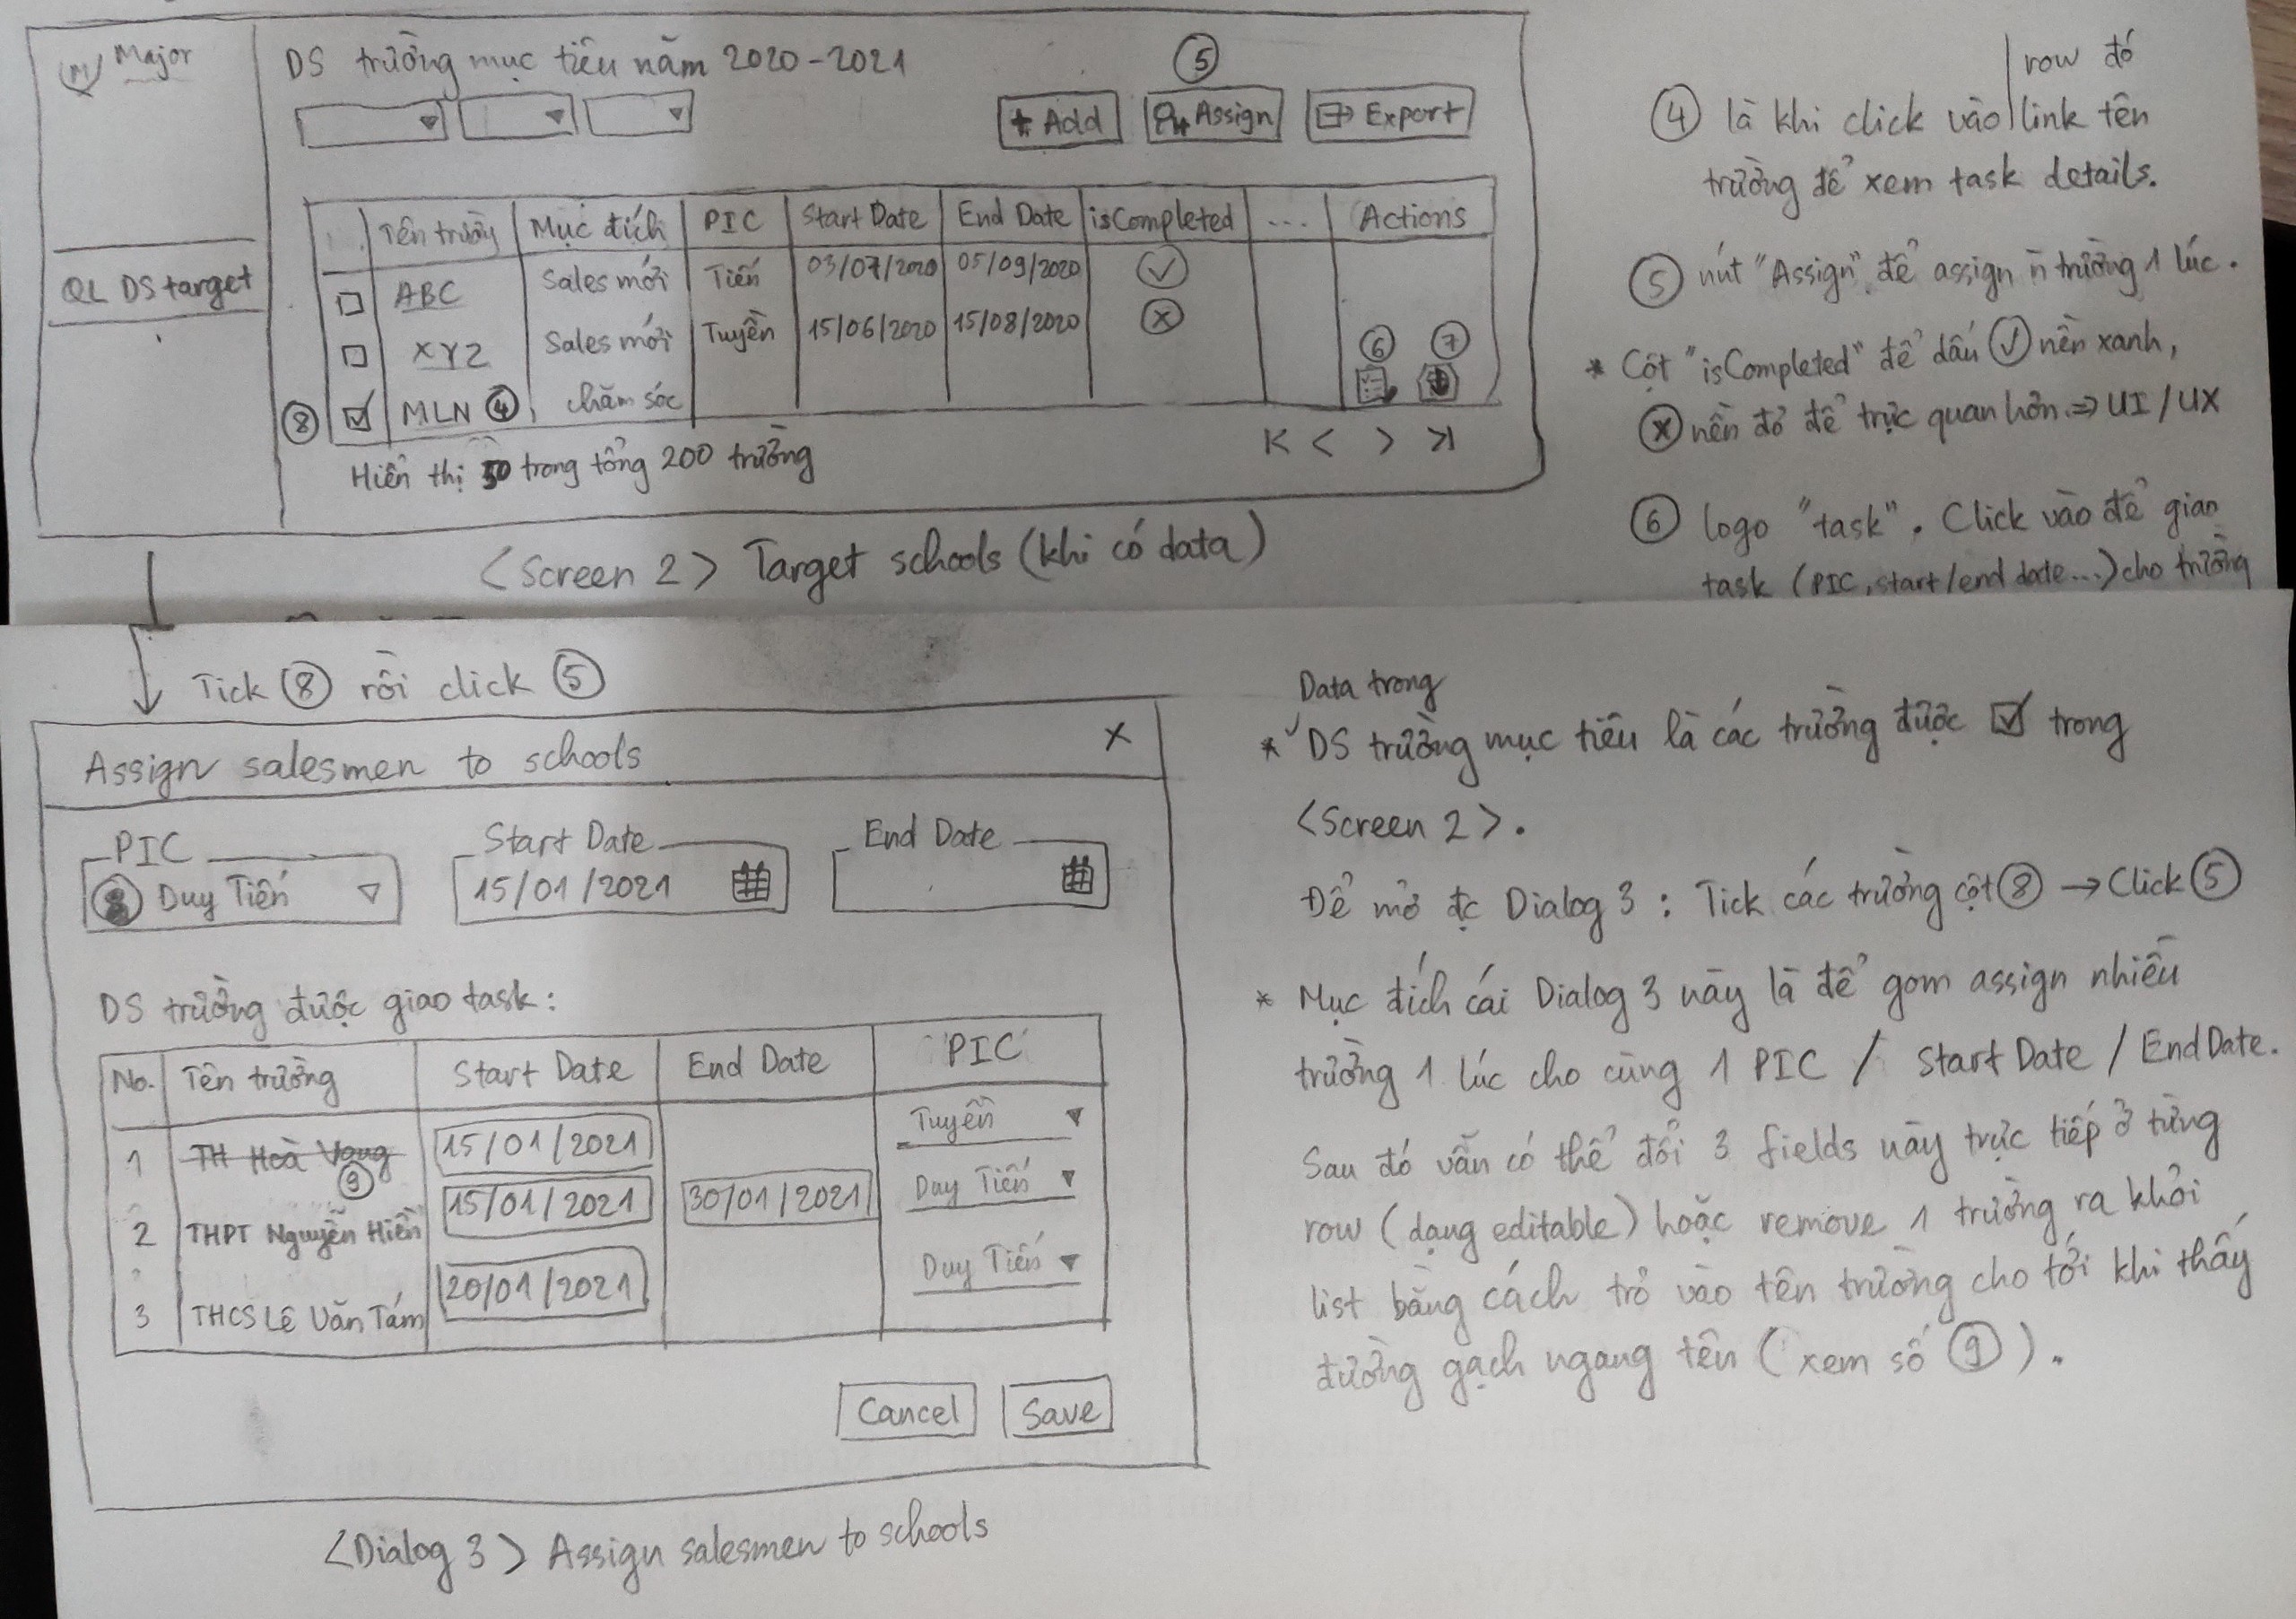 Major
DS trường mục tiêu năm 2020-2021
5
+ Add
Assign
Export
Tên trường Mục đích PIC Start Date End Date isCompleted ... Actions
QL DS target
ABC Sales mới Tiến 03/07/2020 05/09/2020
XYZ Sales mới Tuyền 15/06/2020 15/08/2020
6 7
8 MLN 4 chăm sóc
Hiển thị 50 trong tổng 200 trường
K < > >|
<Screen 2> Target schools (khi có data)
row đó
4 là khi click vào link tên
trường để xem task details.
5 nút "Assign" để assign n trường 1 lúc.
* Cột "isCompleted" để dấu ✓ nền xanh,
x nền đỏ để trực quan hơn. => UI / UX
6 logo "task". Click vào để giao
task (PIC, start/end date...) cho trường
Tick 8 rồi click 5
Assign salesmen to schools X
PIC
Duy Tiến
Start Date
15/01/2021
End Date
DS trường được giao task:
No. Tên trường Start Date End Date PIC
1 TH Hoà Vang 15/01/2021 Tuyền
9
2 THPT Nguyễn Hiền 15/01/2021 30/01/2021 Duy Tiến
3 THCS Lê Văn Tám 20/01/2021 Duy Tiến
Cancel Save
<Dialog 3> Assign salesmen to schools
Data trong
* DS trường mục tiêu là các trường được ☑ trong
<Screen 2>.
Để mở đc Dialog 3 : Tick các trường cột 8 → Click 5
* Mục đích cái Dialog 3 này là để gom assign nhiều
trường 1 lúc cho cùng 1 PIC / Start Date / End Date.
Sau đó vẫn có thể đổi 3 fields này trực tiếp ở từng
row (dạng editable) hoặc remove 1 trường ra khỏi
list bằng cách trỏ vào tên trường cho tới khi thấy
đường gạch ngang tên (xem số 9).